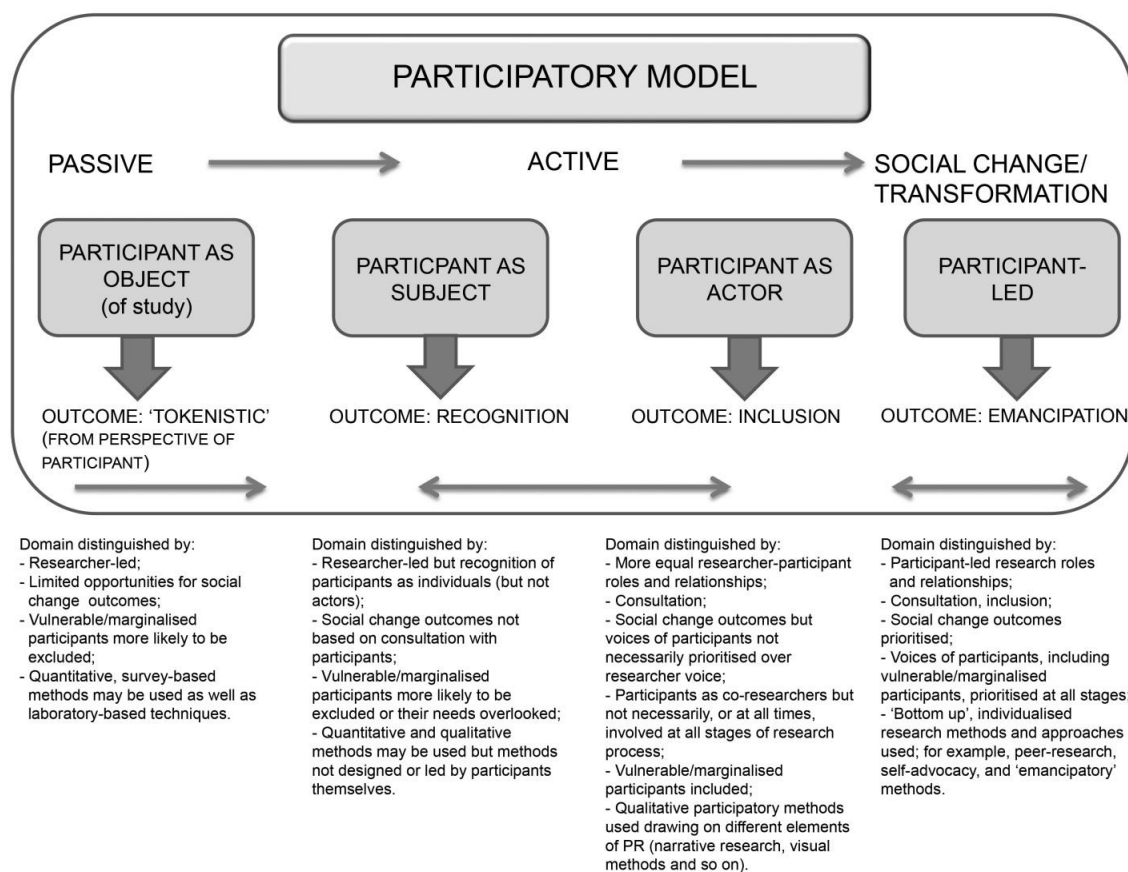 PARTICIPATORY MODEL
PASSIVE
ACTIVE
SOCIAL CHANGE/
TRANSFORMATION
PARTICIPANT AS
OBJECT
(of study)
PARTICPANT AS
SUBJECT
PARTICIPANT AS
ACTOR
PARTICIPANT-
LED
OUTCOME: ‘TOKENISTIC’
(FROM PERSPECTIVE OF
PARTICIPANT)
OUTCOME: RECOGNITION
OUTCOME: INCLUSION
OUTCOME: EMANCIPATION
Domain distinguished by:
- Researcher-led;
- Limited opportunities for social
change outcomes;
- Vulnerable/marginalised
participants more likely to be
excluded;
- Quantitative, survey-based
methods may be used as well as
laboratory-based techniques.
Domain distinguished by:
- Researcher-led but recognition of
participants as individuals (but not
actors);
- Social change outcomes not
based on consultation with
participants;
- Vulnerable/marginalised
participants more likely to be
excluded or their needs overlooked;
- Quantitative and qualitative
methods may be used but methods
not designed or led by participants
themselves.
Domain distinguished by:
- More equal researcher-participant
roles and relationships;
- Consultation;
- Social change outcomes but
voices of participants not
necessarily prioritised over
researcher voice;
- Participants as co-researchers but
not necessarily, or at all times,
involved at all stages of research
process;
- Vulnerable/marginalised
participants included;
- Qualitative participatory methods
used drawing on different elements
of PR (narrative research, visual
methods and so on).
Domain distinguished by:
- Participant-led research roles
and relationships;
- Consultation, inclusion;
- Social change outcomes
prioritised;
- Voices of participants, including
vulnerable/marginalised
participants, prioritised at all stages;
- ‘Bottom up’, individualised
research methods and approaches
used; for example, peer-research,
self-advocacy, and ‘emancipatory’
methods.